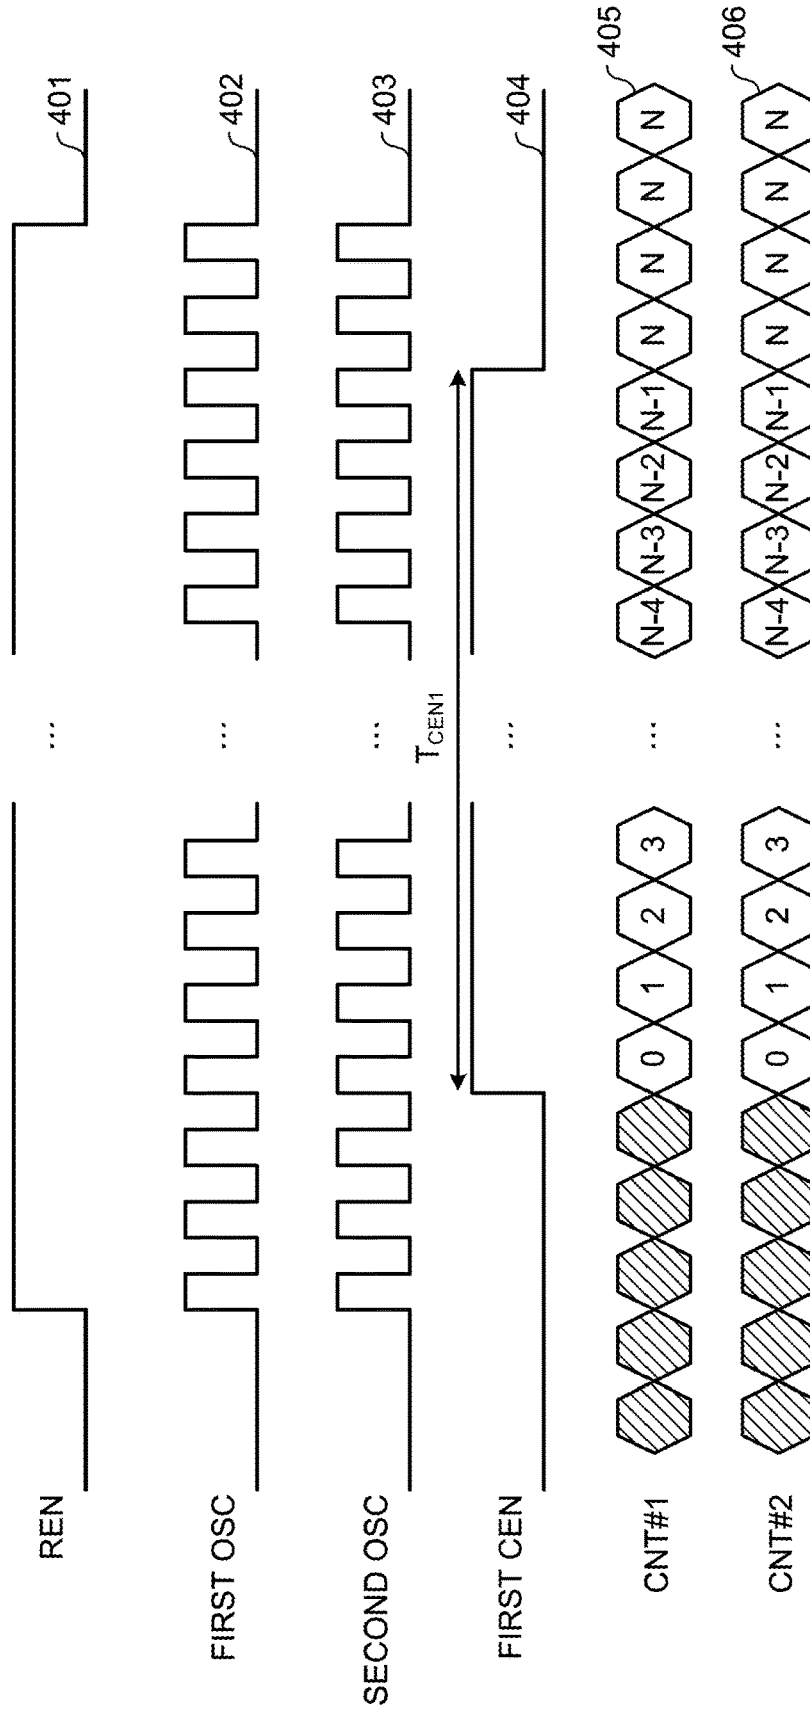 REN ... 401
FIRST OSC ... 402
SECOND OSC ... 403
T CEN1
FIRST CEN ... 404
CNT#1 0 1 2 3 ... N-4 N-3 N-2 N-1 N N N N 405
CNT#2 0 1 2 3 ... N-4 N-3 N-2 N-1 N N N N 406